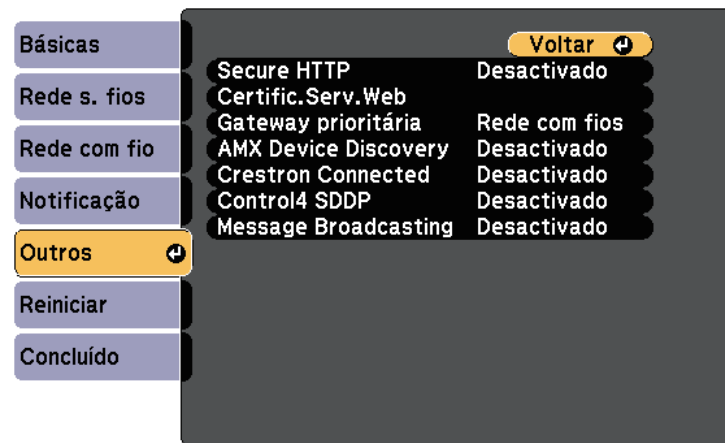 Básicas
Rede s. fios
Rede com fio
Notificação
Outros
Reiniciar
Concluído
Voltar
Secure HTTP Desactivado
Certific.Serv.Web
Gateway prioritária Rede com fios
AMX Device Discovery Desactivado
Crestron Connected Desactivado
Control4 SDDP Desactivado
Message Broadcasting Desactivado